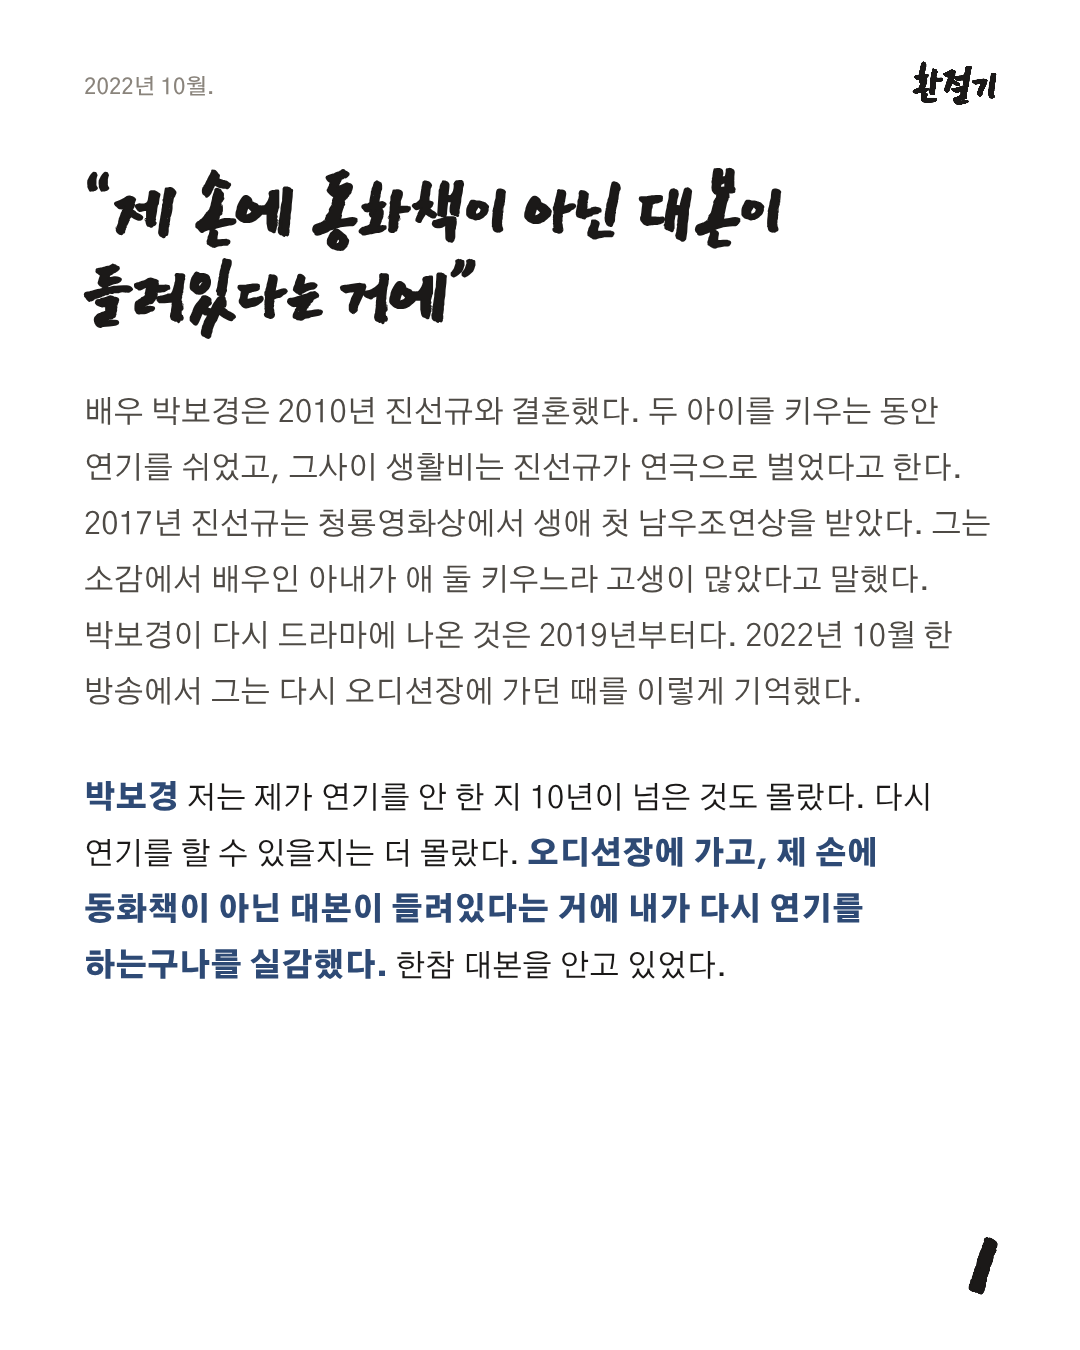 2022년 10월.
환절기
“제 손에 동화책이 아닌 대본이
들려있다는 거에”
배우 박보경은 2010년 진선규와 결혼했다. 두 아이를 키우는 동안
연기를 쉬었고, 그사이 생활비는 진선규가 연극으로 벌었다고 한다.
2017년 진선규는 청룡영화상에서 생애 첫 남우조연상을 받았다. 그는
소감에서 배우인 아내가 애 둘 키우느라 고생이 많았다고 말했다.
박보경이 다시 드라마에 나온 것은 2019년부터다. 2022년 10월 한
방송에서 그는 다시 오디션장에 가던 때를 이렇게 기억했다.
박보경 저는 제가 연기를 안 한 지 10년이 넘은 것도 몰랐다. 다시
연기를 할 수 있을지는 더 몰랐다. 오디션장에 가고, 제 손에
동화책이 아닌 대본이 들려있다는 거에 내가 다시 연기를
하는구나를 실감했다. 한참 대본을 안고 있었다.